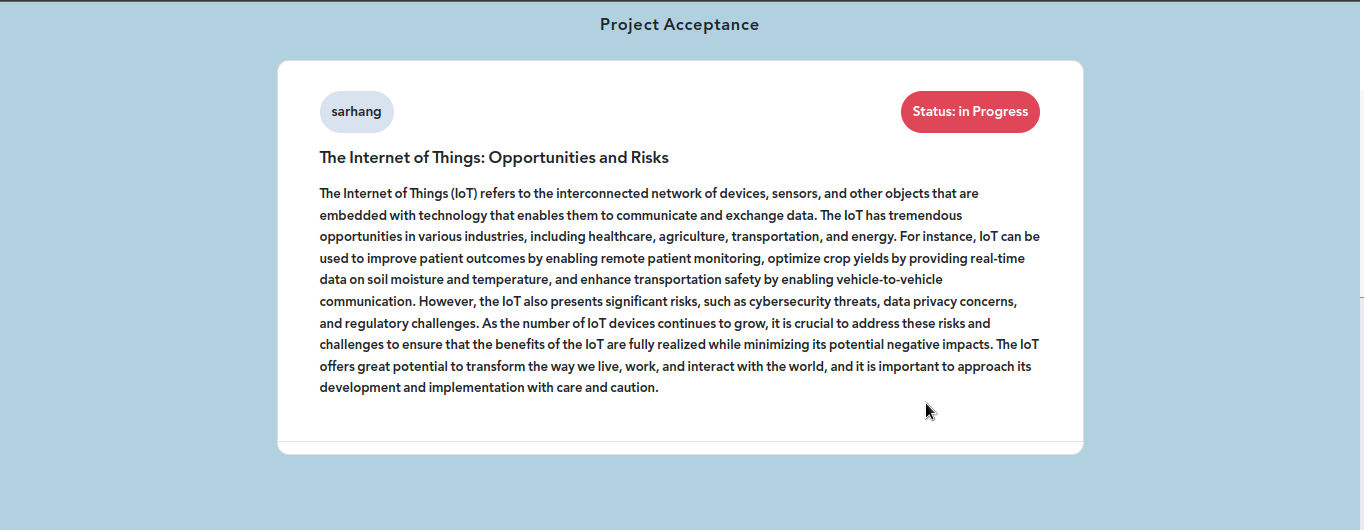 Project Acceptance
sarhang
Status: in Progress
The Internet of Things: Opportunities and Risks
The Internet of Things (IoT) refers to the interconnected network of devices, sensors, and other objects that are
embedded with technology that enables them to communicate and exchange data. The IoT has tremendous
opportunities in various industries, including healthcare, agriculture, transportation, and energy. For instance, IoT can be
used to improve patient outcomes by enabling remote patient monitoring, optimize crop yields by providing real-time
data on soil moisture and temperature, and enhance transportation safety by enabling vehicle-to-vehicle
communication. However, the IoT also presents significant risks, such as cybersecurity threats, data privacy concerns,
and regulatory challenges. As the number of IoT devices continues to grow, it is crucial to address these risks and
challenges to ensure that the benefits of the IoT are fully realized while minimizing its potential negative impacts. The IoT
offers great potential to transform the way we live, work, and interact with the world, and it is important to approach its
development and implementation with care and caution.